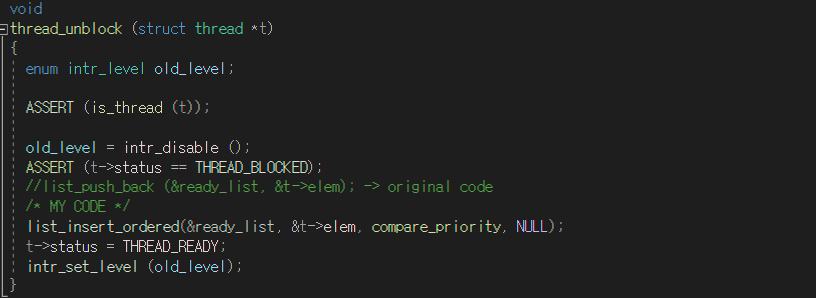 void
thread_unblock (struct thread *t)
{
enum intr_level old_level;
ASSERT (is_thread (t));
old_level = intr_disable ();
ASSERT (t->status == THREAD_BLOCKED);
//list_push_back (&ready_list, &t->elem); -> original code
/* MY CODE */
list_insert_ordered(&ready_list, &t->elem, compare_priority, NULL);
t->status = THREAD_READY;
intr_set_level (old_level);
}